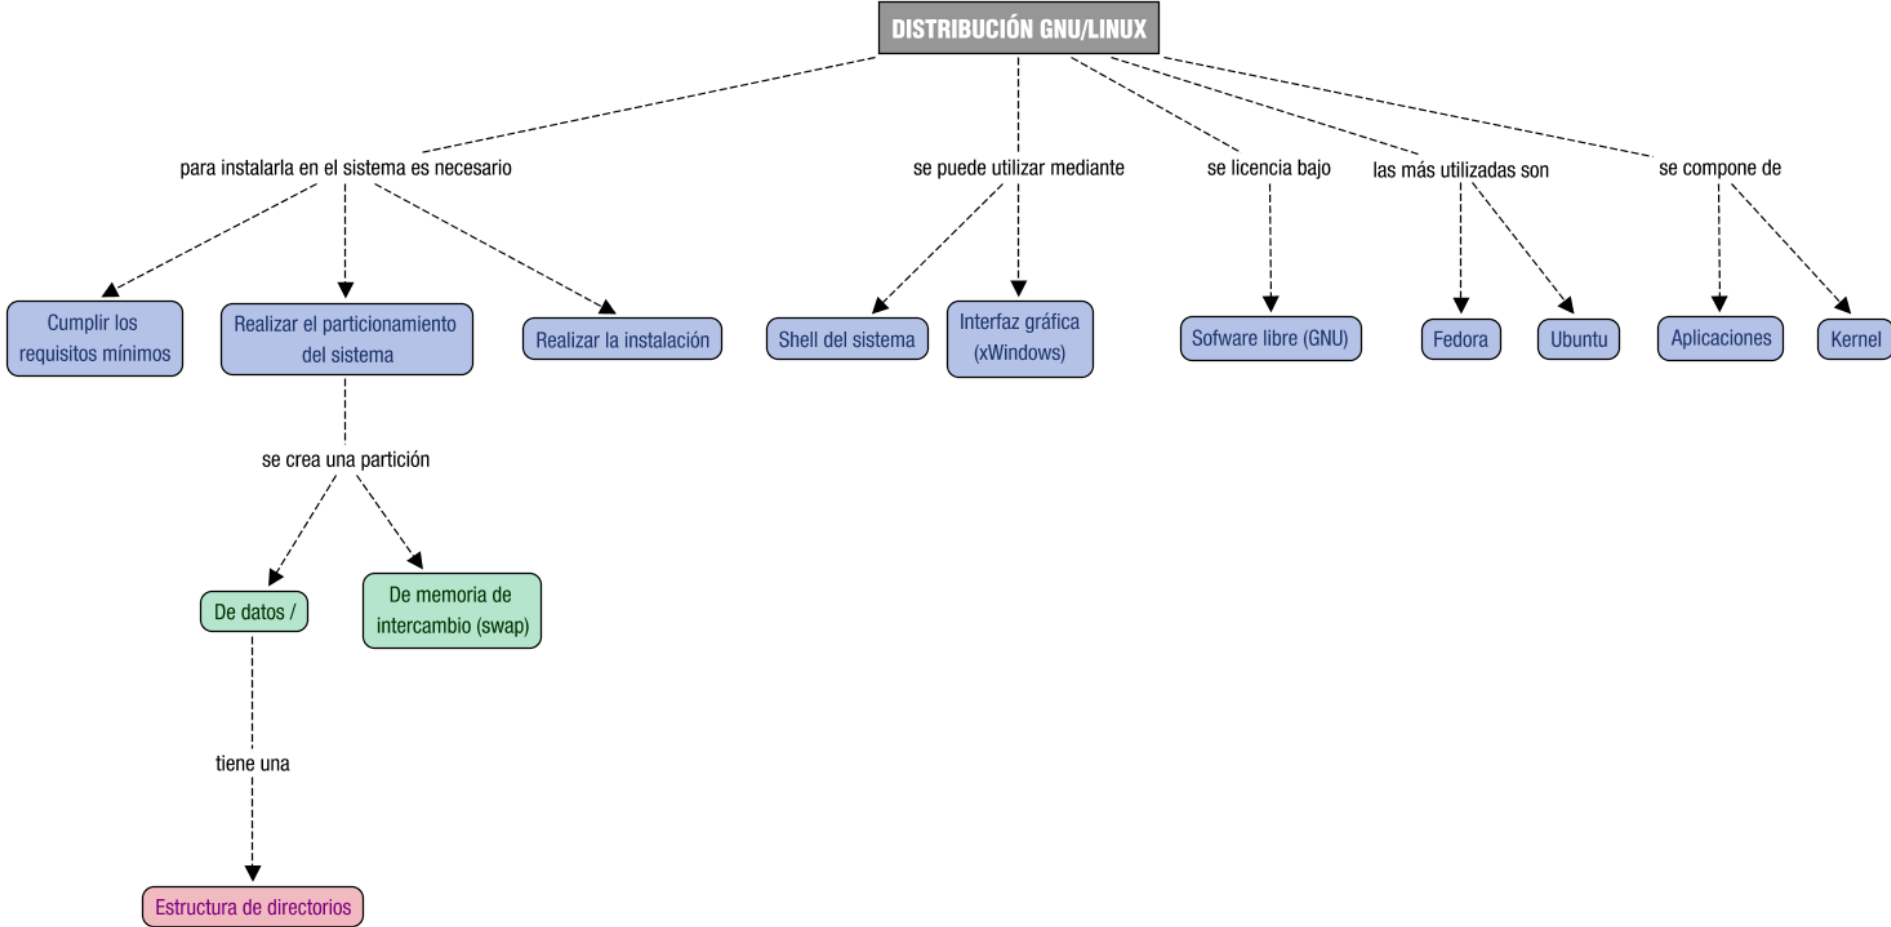 DISTRIBUCIÓN GNU/LINUX
para instalarla en el sistema es necesario
se puede utilizar mediante
se licencia bajo
las más utilizadas son
se compone de
Cumplir los
requisitos mínimos
Realizar el particionamiento
del sistema
Realizar la instalación
Shell del sistema
Interfaz gráfica
(xWindows)
Sofware libre (GNU)
Fedora
Ubuntu
Aplicaciones
Kernel
se crea una partición
De datos /
De memoria de
intercambio (swap)
tiene una
Estructura de directorios